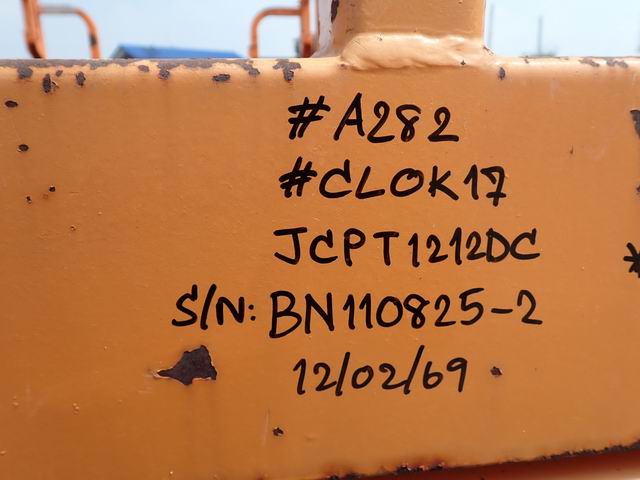 #A282
#CLOK17
JCPT1212DC
S/N: BN110825-2
12/02/69